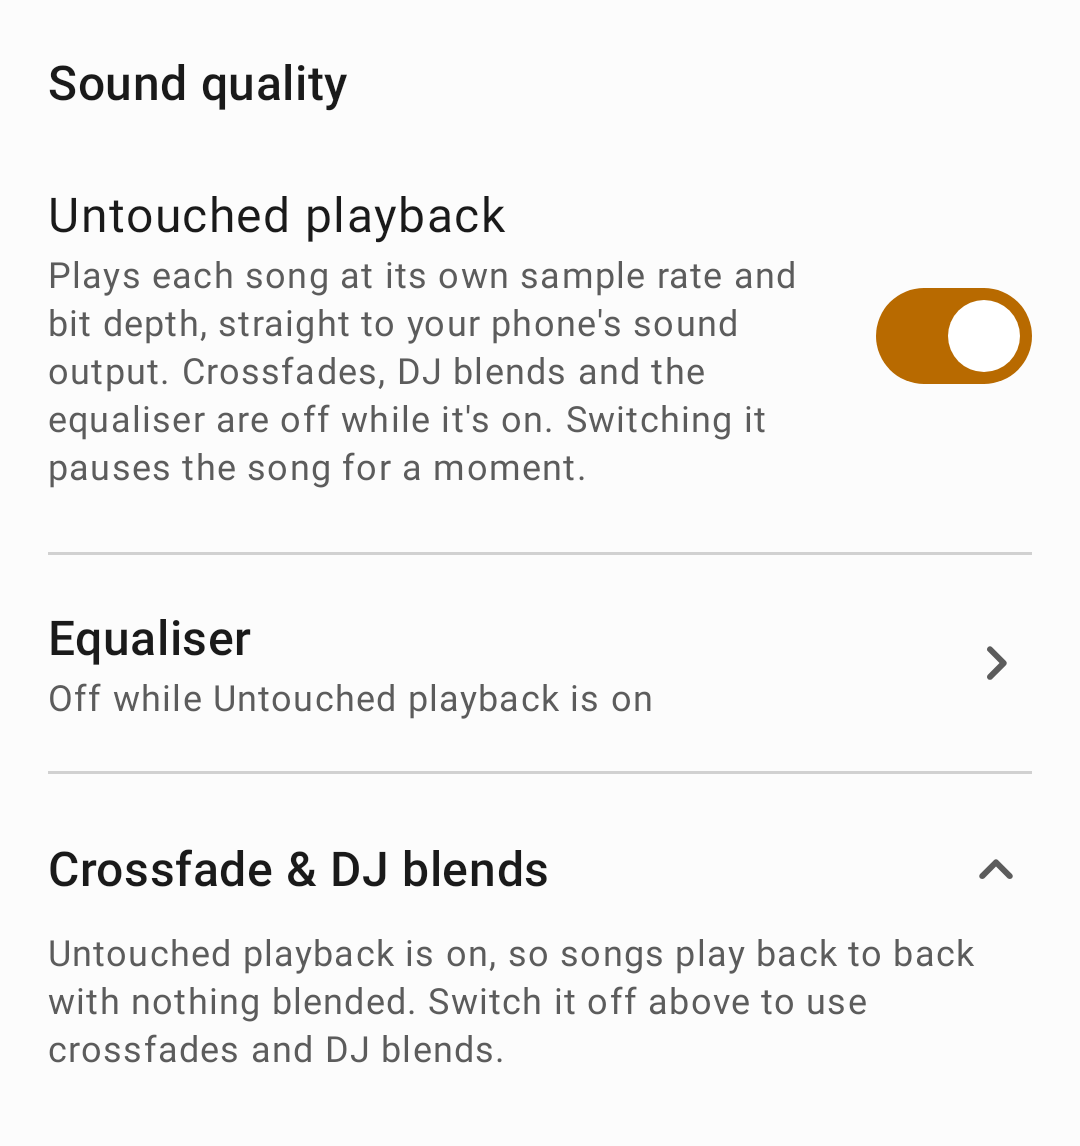 Sound quality
Untouched playback
Plays each song at its own sample rate and
bit depth, straight to your phone's sound
output. Crossfades, DJ blends and the
equaliser are off while it's on. Switching it
pauses the song for a moment.
Equaliser
Off while Untouched playback is on
Crossfade & DJ blends
Untouched playback is on, so songs play back to back
with nothing blended. Switch it off above to use
crossfades and DJ blends.